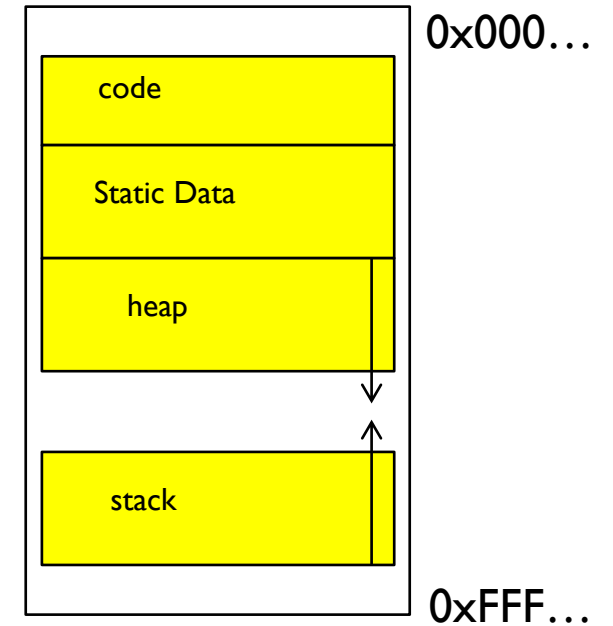 0x000…
code
Static Data
heap
stack
0xFFF…